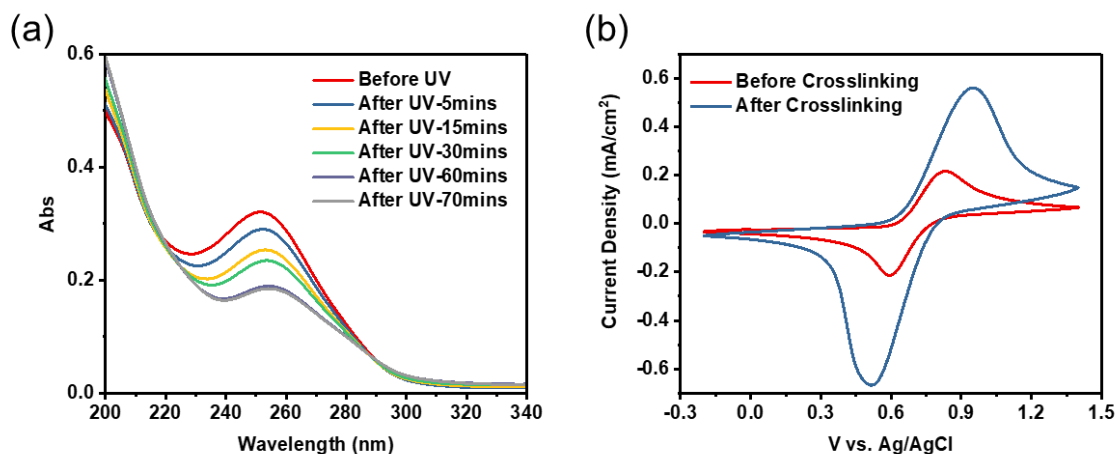 (a)
0.6
0.4
0.2
0.0
Abs
Before UV
After UV-5mins
After UV-15mins
After UV-30mins
After UV-60mins
After UV-70mins
200 220 240 260 280 300 320 340
Wavelength (nm)
(b)
0.6
0.4
0.2
0.0
-0.2
-0.4
-0.6
Current Density (mA/cm²)
Before Crosslinking
After Crosslinking
-0.3 0.0 0.3 0.6 0.9 1.2 1.5
V vs. Ag/AgCl